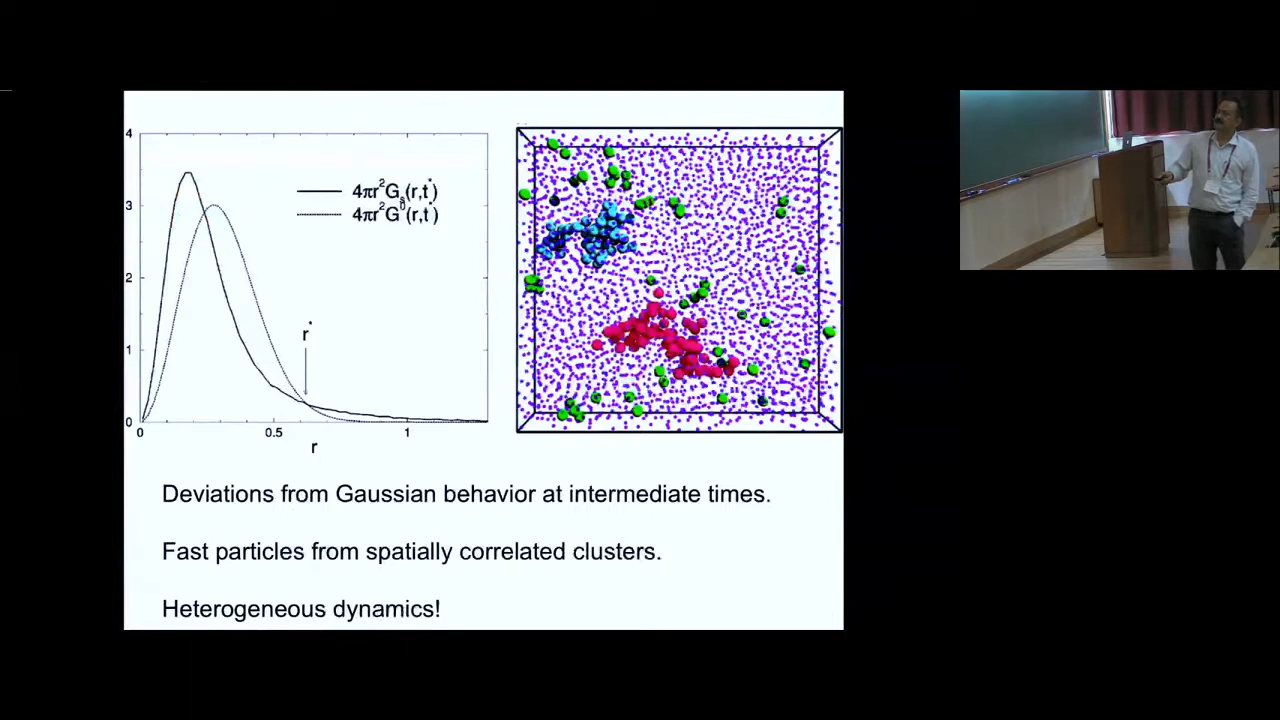 4
3
2
1
0
4πr²Gₛ(r,t*)
4πr²G⁰(r,t*)
r*
0 0.5 1
r
Deviations from Gaussian behavior at intermediate times.
Fast particles from spatially correlated clusters.
Heterogeneous dynamics!